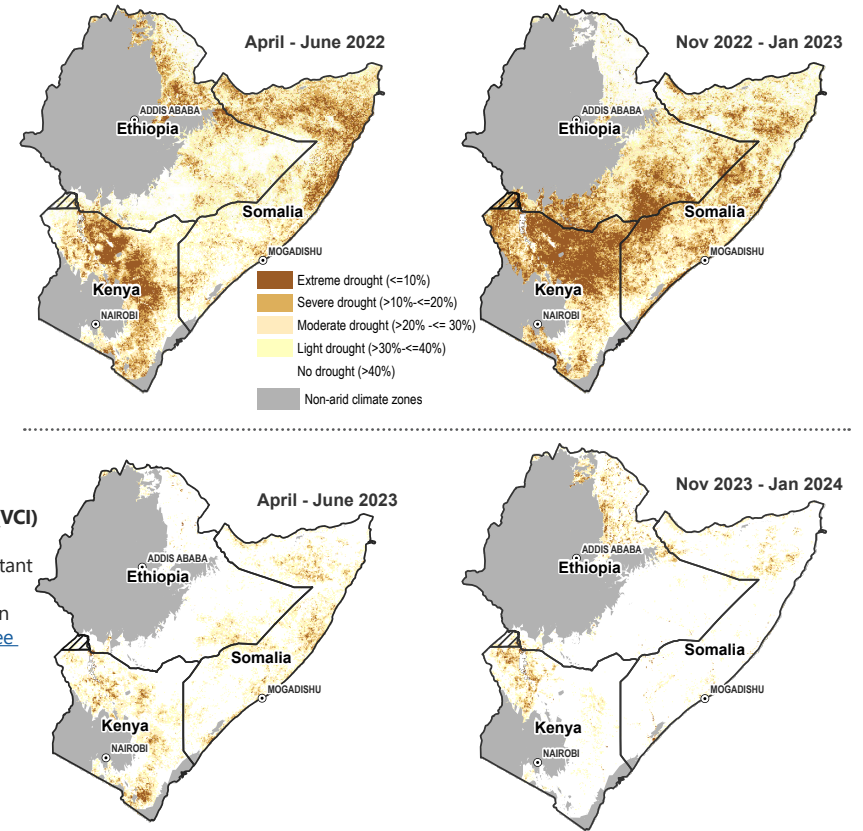 April - June 2022
ADDIS ABABA
Ethiopia
Somalia
MOGADISHU
Kenya
NAIROBI
Nov 2022 - Jan 2023
ADDIS ABABA
Ethiopia
Somalia
MOGADISHU
Kenya
NAIROBI
Extreme drought (<=10%)
Severe drought (>10%-<=20%)
Moderate drought (>20% -<= 30%)
Light drought (>30%-<=40%)
No drought (>40%)
Non-arid climate zones
VCI)
tant
n
ee
April - June 2023
ADDIS ABABA
Ethiopia
Somalia
MOGADISHU
Kenya
NAIROBI
Nov 2023 - Jan 2024
ADDIS ABABA
Ethiopia
Somalia
MOGADISHU
Kenya
NAIROBI